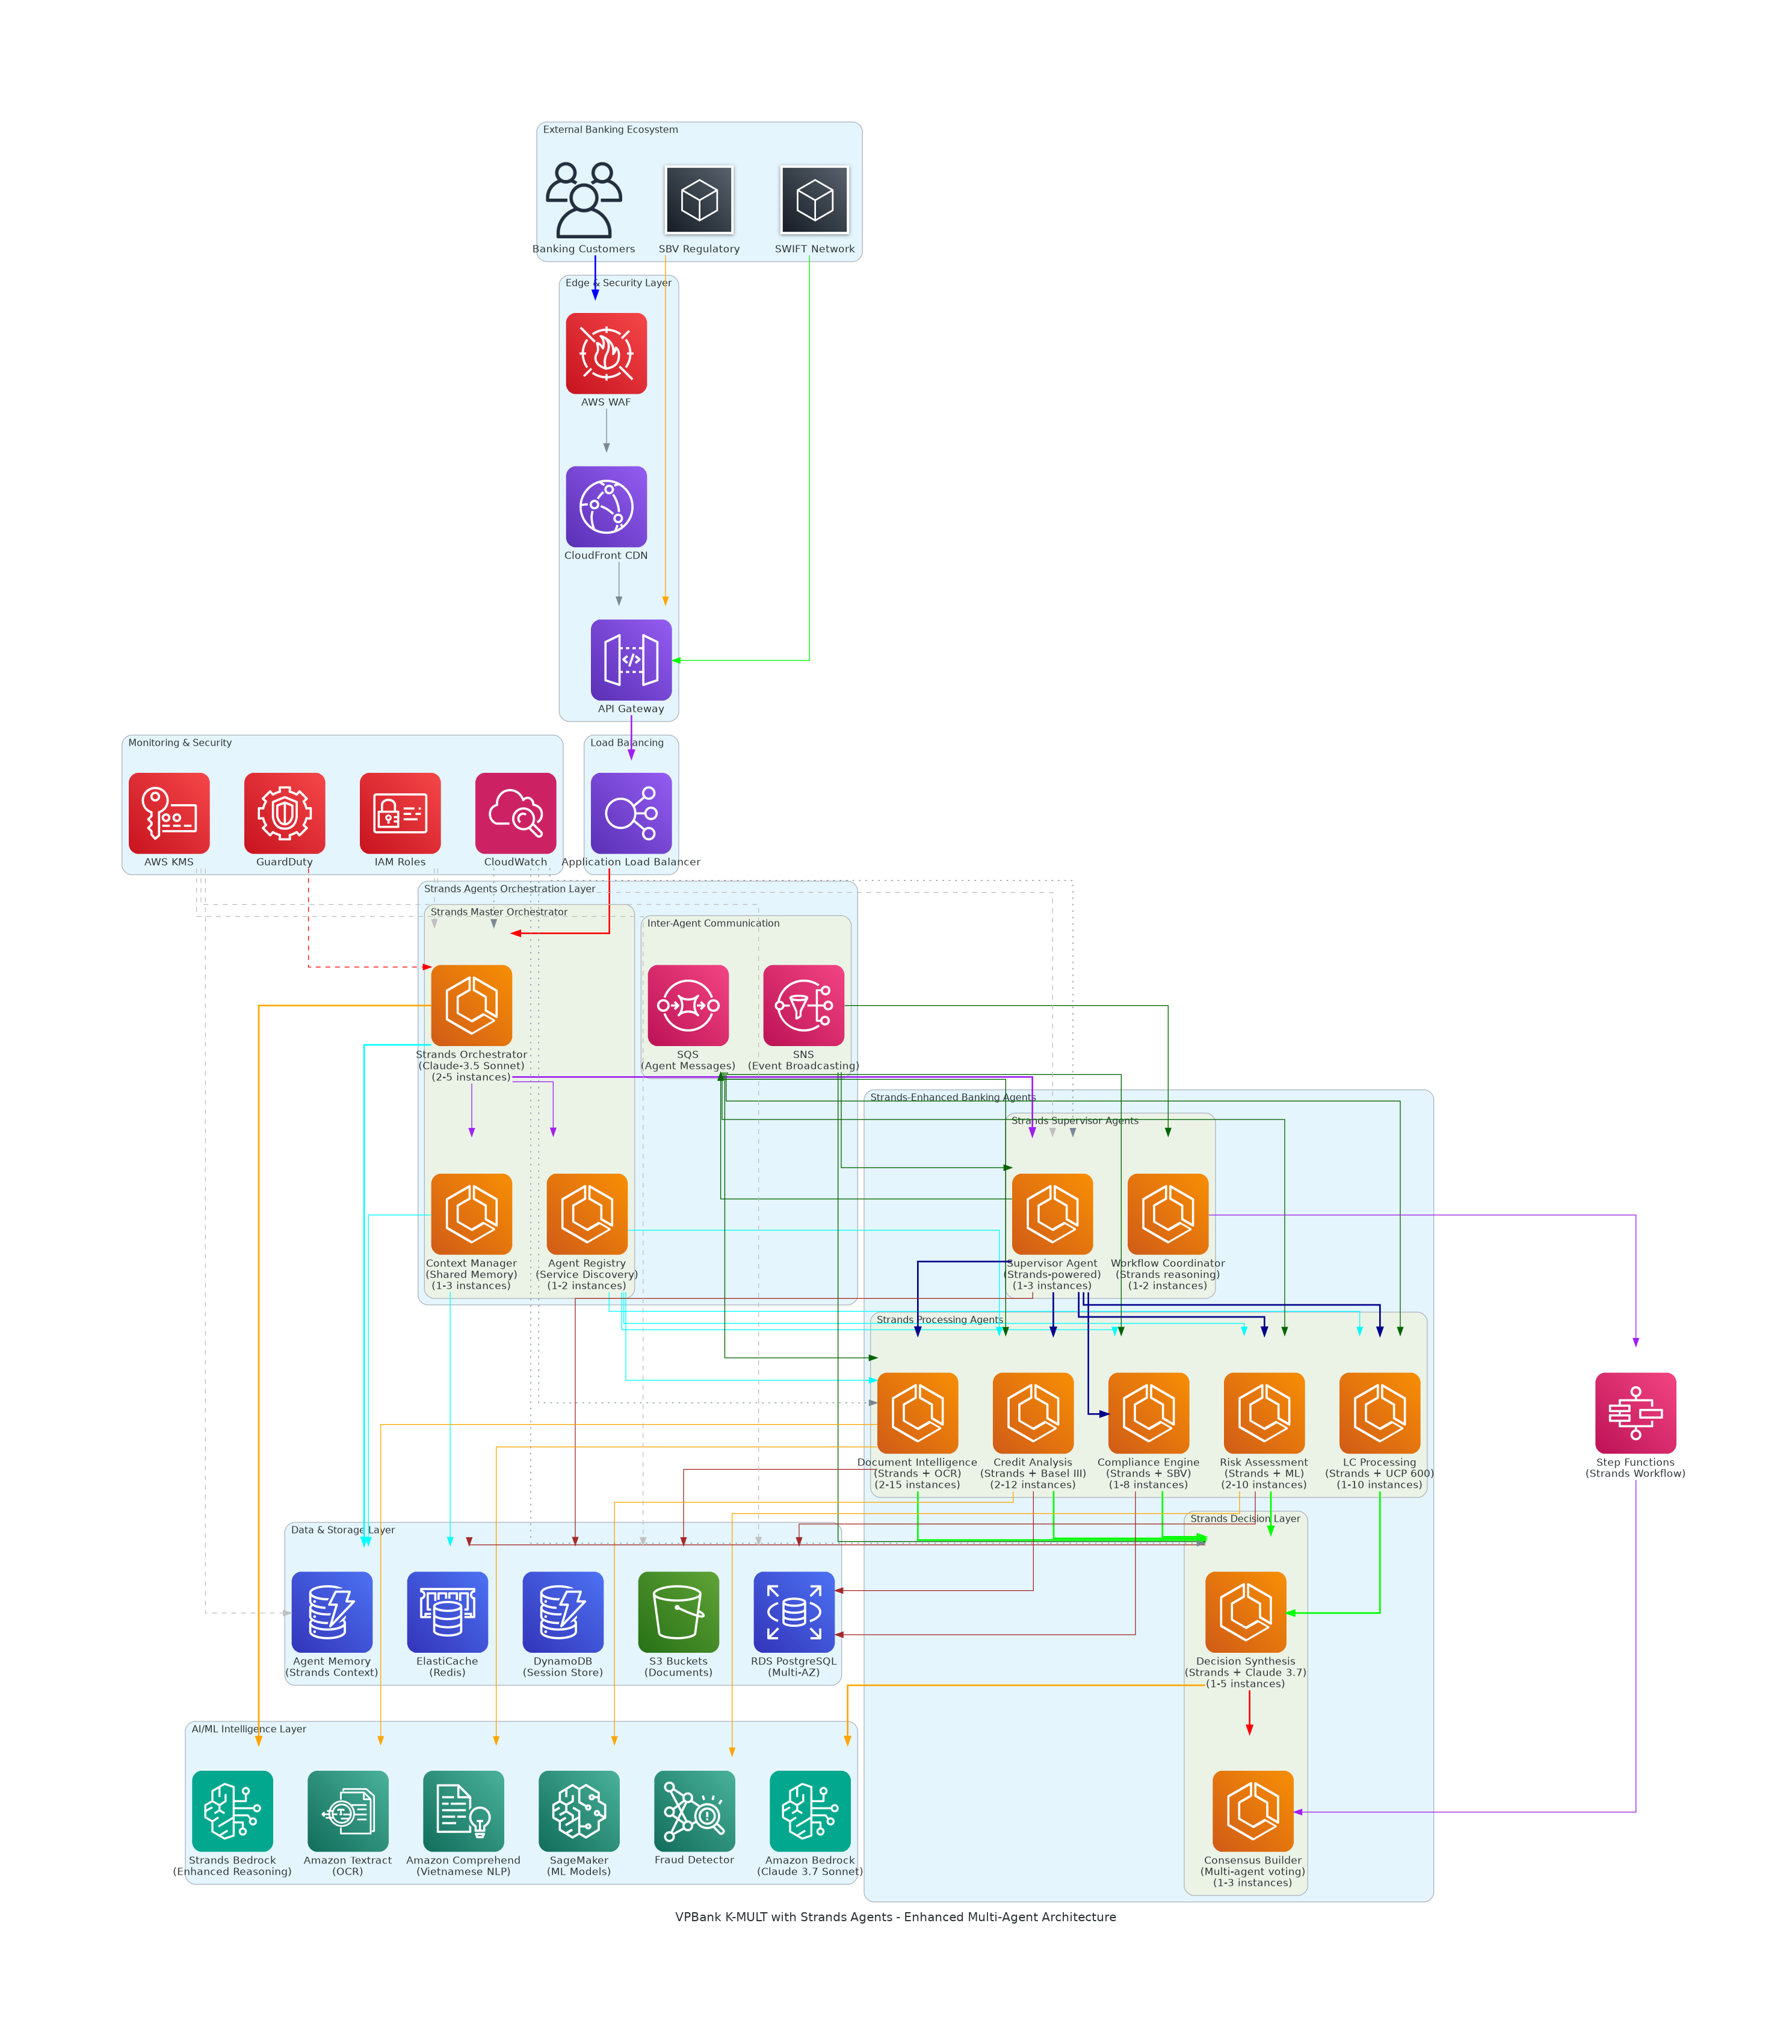 External Banking Ecosystem
Banking Customers
SBV Regulatory
SWIFT Network
Edge & Security Layer
AWS WAF
CloudFront CDN
API Gateway
Monitoring & Security
AWS KMS
GuardDuty
IAM Roles
CloudWatch
Load Balancing
Application Load Balancer
Strands Agents Orchestration Layer
Strands Master Orchestrator
Strands Orchestrator
(Claude-3.5 Sonnet)
(2-5 instances)
Inter-Agent Communication
SQS
(Agent Messages)
SNS
(Event Broadcasting)
Context Manager
(Shared Memory)
(1-3 instances)
Agent Registry
(Service Discovery)
(1-2 instances)
Strands-Enhanced Banking Agents
Strands Supervisor Agents
Supervisor Agent
(Strands-powered)
(1-3 instances)
Workflow Coordinator
(Strands reasoning)
(1-2 instances)
Strands Processing Agents
Document Intelligence
(Strands + OCR)
(2-15 instances)
Credit Analysis
(Strands + Basel III)
(2-12 instances)
Compliance Engine
(Strands + SBV)
(1-8 instances)
Risk Assessment
(Strands + ML)
(2-10 instances)
LC Processing
(Strands + UCP 600)
(1-10 instances)
Step Functions
(Strands Workflow)
Data & Storage Layer
Agent Memory
(Strands Context)
ElastiCache
(Redis)
DynamoDB
(Session Store)
S3 Buckets
(Documents)
RDS PostgreSQL
(Multi-AZ)
Strands Decision Layer
Decision Synthesis
(Strands + Claude 3.7)
(1-5 instances)
Consensus Builder
(Multi-agent voting)
(1-3 instances)
AI/ML Intelligence Layer
Strands Bedrock
(Enhanced Reasoning)
Amazon Textract
(OCR)
Amazon Comprehend
(Vietnamese NLP)
SageMaker
(ML Models)
Fraud Detector
Amazon Bedrock
(Claude 3.7 Sonnet)
VPBank K-MULT with Strands Agents - Enhanced Multi-Agent Architecture